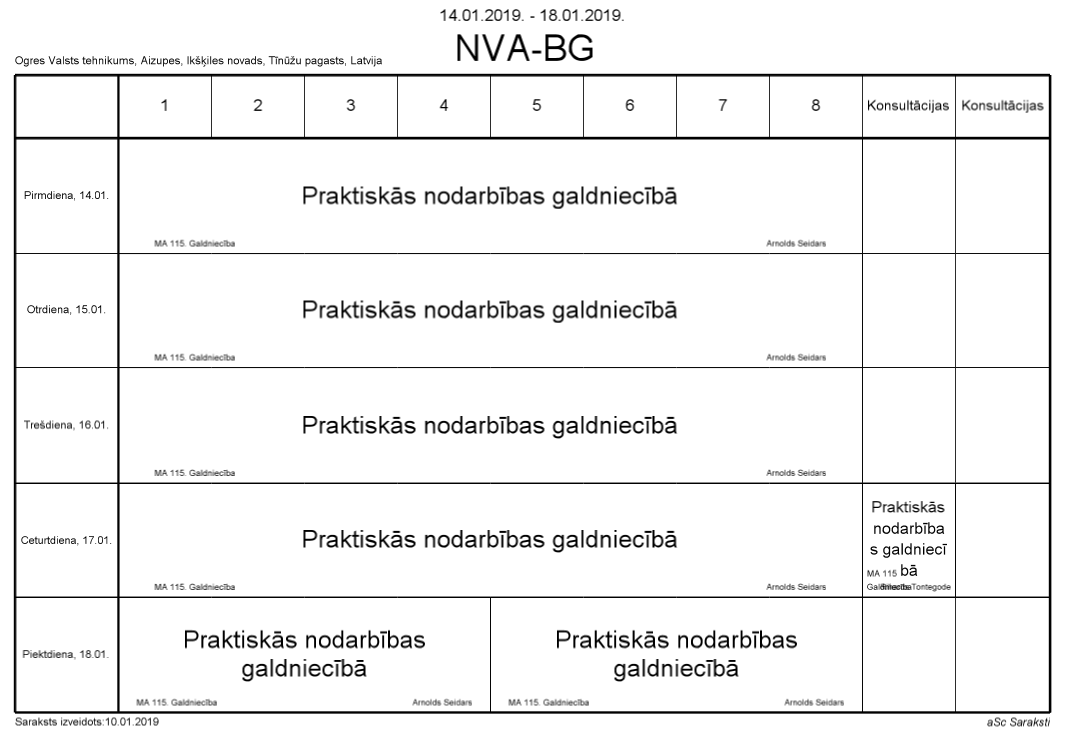 14.01.2019. - 18.01.2019.
NVA-BG
Ogres Valsts tehnikums, Aizupes, Ikšķiles novads, Tīnūžu pagasts, Latvija
1 2 3 4 5 6 7 8 Konsultācijas Konsultācijas
Pirmdiena, 14.01.
Praktiskās nodarbības galdniecībā
MA 115. Galdniecība Arnolds Seidars
Otrdiena, 15.01.
Praktiskās nodarbības galdniecībā
MA 115. Galdniecība Arnolds Seidars
Trešdiena, 16.01.
Praktiskās nodarbības galdniecībā
MA 115. Galdniecība Arnolds Seidars
Ceturtdiena, 17.01.
Praktiskās nodarbības galdniecībā
MA 115. Galdniecība Arnolds Seidars
Praktiskās
nodarbība
s galdniecī
bā
MA 115
Tontegode
Piektdiena, 18.01.
Praktiskās nodarbības
galdniecībā
MA 115. Galdniecība Arnolds Seidars
Praktiskās nodarbības
galdniecībā
MA 115. Galdniecība Arnolds Seidars
Saraksts izveidots:10.01.2019
aSc Saraksti